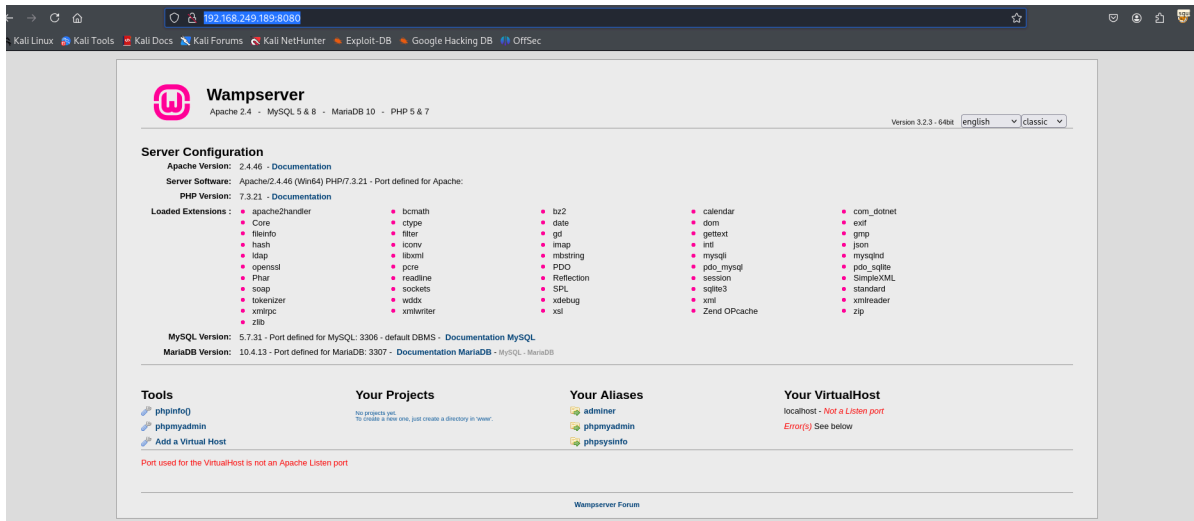 192.168.249.189:8080
Kali Linux Kali Tools Kali Docs Kali Forums Kali NetHunter Exploit-DB Google Hacking DB OffSec
Wampserver
Apache 2.4 - MySQL 5 & 8 - MariaDB 10 - PHP 5 & 7
Version 3.2.3 - 64bit english classic
Server Configuration
Apache Version: 2.4.46 - Documentation
Server Software: Apache/2.4.46 (Win64) PHP/7.3.21 - Port defined for Apache:
PHP Version: 7.3.21 - Documentation
Loaded Extensions : apache2handler bcmath bz2 calendar com_dotnet
Core ctype date dom exif
fileinfo filter gd gettext gmp
hash iconv imap intl json
ldap libxml mbstring mysqli mysqlnd
openssl pcre PDO pdo_mysql pdo_sqlite
Phar readline Reflection session SimpleXML
soap sockets SPL sqlite3 standard
tokenizer wddx xdebug xml xmlreader
xmlrpc xmlwriter xsl Zend OPcache zip
zlib
MySQL Version: 5.7.31 - Port defined for MySQL: 3306 - default DBMS - Documentation MySQL
MariaDB Version: 10.4.13 - Port defined for MariaDB: 3307 - Documentation MariaDB - MySQL - MariaDB
Tools
phpinfo()
phpmyadmin
Add a Virtual Host
Your Projects
No projects yet.
To create a new one, just create a directory in 'www'.
Your Aliases
adminer
phpmyadmin
phpsysinfo
Your VirtualHost
localhost - Not a Listen port
Error(s) See below
Port used for the VirtualHost is not an Apache Listen port
Wampserver Forum